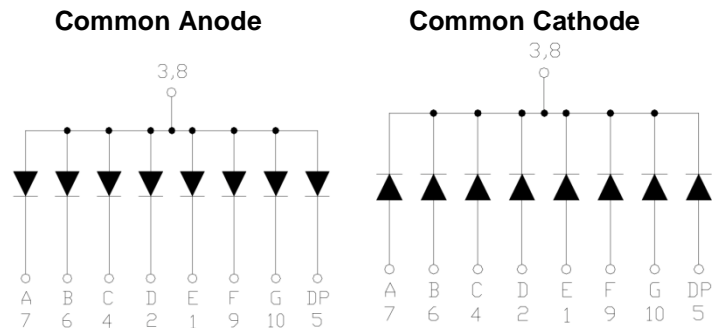 Common Anode
3,8
A B C D E F G DP
7 6 4 2 1 9 10 5
Common Cathode
3,8
A B C D E F G DP
7 6 4 2 1 9 10 5